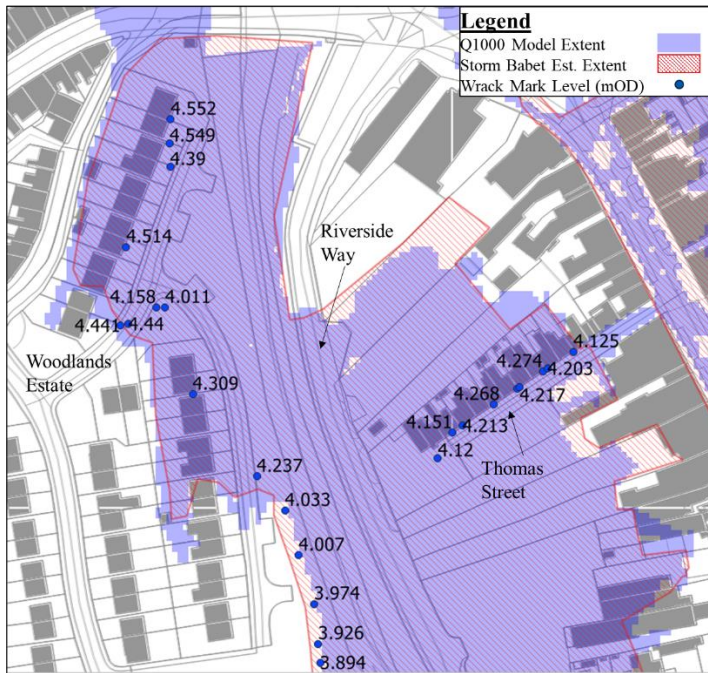 Legend
Q1000 Model Extent
Storm Babet Est. Extent
Wrack Mark Level (mOD)
4.552
4.549
4.39
4.514
Riverside
Way
4.158 4.011
4.441 4.44
Woodlands
Estate
4.309
4.125
4.274 4.203
4.268 4.217
4.151 4.213
4.12
Thomas
Street
4.237
4.033
4.007
3.974
3.926
3.894